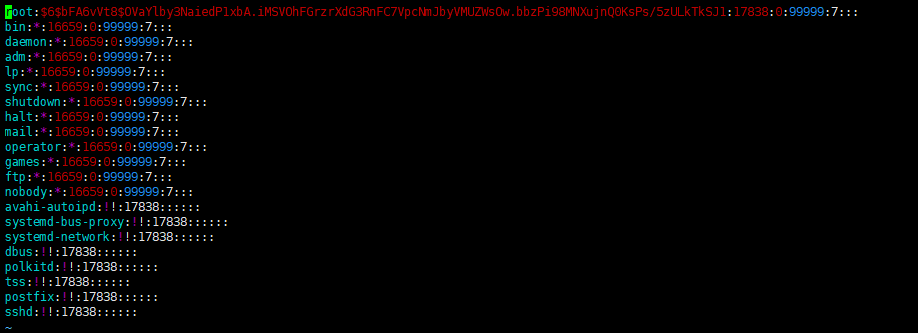 root:$6$bFA6vVt8$OVaYlby3NaiedP1xbA.iMSVOhFGrzrXdG3RnFC7VpcNmJbyVMUZWsOw.bbzPi98MNXujnQ0KsPs/5zULkTkSJ1:17838:0:99999:7:::
bin:*:16659:0:99999:7:::
daemon:*:16659:0:99999:7:::
adm:*:16659:0:99999:7:::
lp:*:16659:0:99999:7:::
sync:*:16659:0:99999:7:::
shutdown:*:16659:0:99999:7:::
halt:*:16659:0:99999:7:::
mail:*:16659:0:99999:7:::
operator:*:16659:0:99999:7:::
games:*:16659:0:99999:7:::
ftp:*:16659:0:99999:7:::
nobody:*:16659:0:99999:7:::
avahi-autoipd:!!:17838::::::
systemd-bus-proxy:!!:17838::::::
systemd-network:!!:17838::::::
dbus:!!:17838::::::
polkitd:!!:17838::::::
tss:!!:17838::::::
postfix:!!:17838::::::
sshd:!!:17838::::::
~